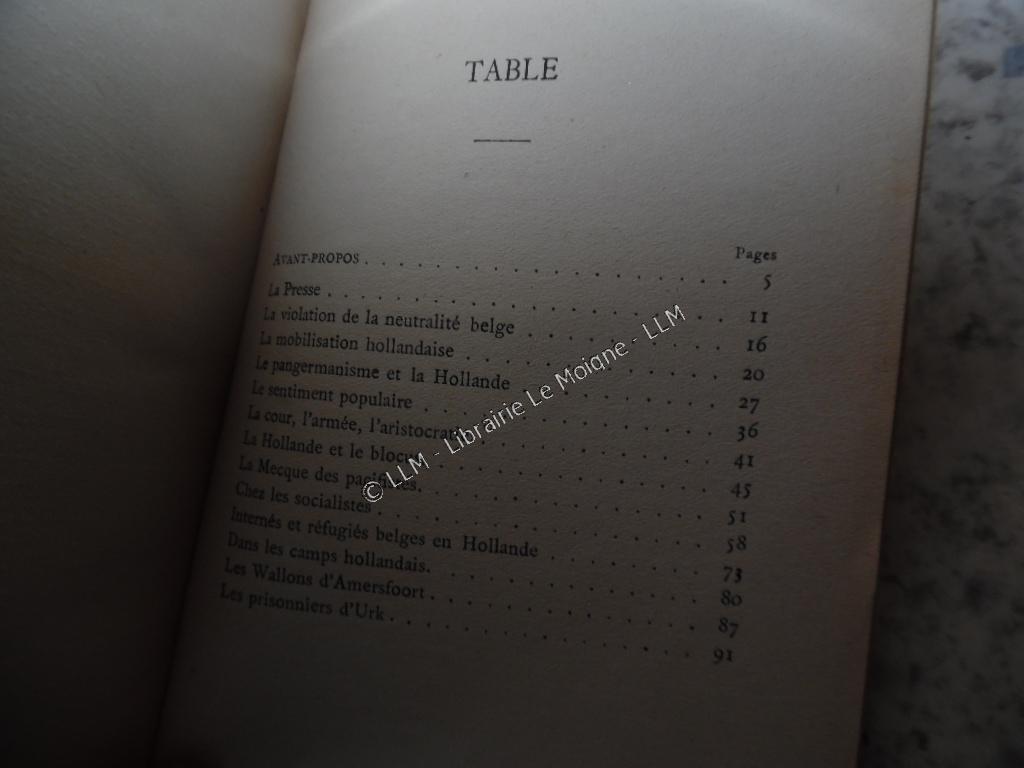 TABLE
Pages
AVANT-PROPOS . . . . . . . . . . . . . . . . . . 5
La Presse . . . . . . . . . . . . . . . . . . 11
La violation de la neutralité belge . . . . . . . . . . 16
La mobilisation hollandaise . . . . . . . . . . . . 20
Le pangermanisme et la Hollande . . . . . . . . . . 27
Le sentiment populaire . . . . . . . . . . . . . . 36
La cour, l'armée, l'aristocratie . . . . . . . . . . . 41
La Hollande et le blocus . . . . . . . . . . . . . 45
La Mecque des pacifistes. . . . . . . . . . . . . . 51
Chez les socialistes . . . . . . . . . . . . . . . 58
Internés et réfugiés belges en Hollande . . . . . . . . 73
Dans les camps hollandais. . . . . . . . . . . . . 80
Les Wallons d'Amersfoort . . . . . . . . . . . . . 87
Les prisonniers d'Urk . . . . . . . . . . . . . . 91
© LLM - Librairie Le Moigne - LLM